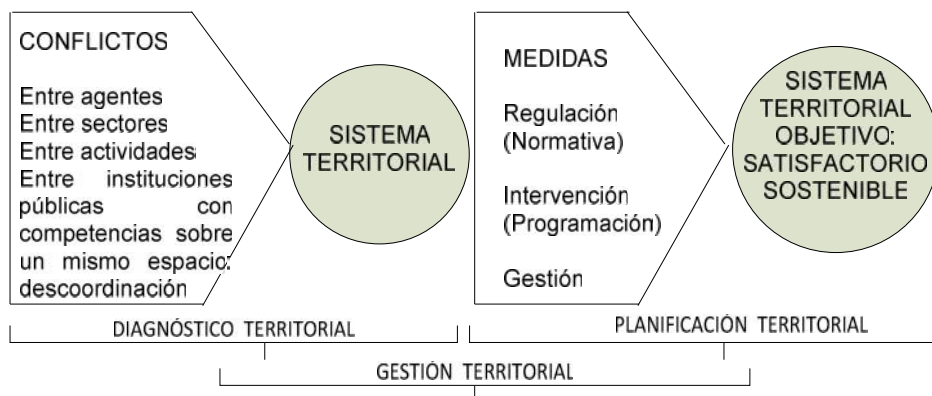 CONFLICTOS
Entre agentes
Entre sectores
Entre actividades
Entre instituciones
públicas con
competencias sobre
un mismo espacio:
descoordinación
SISTEMA
TERRITORIAL
MEDIDAS
Regulación
(Normativa)
Intervención
(Programación)
Gestión
SISTEMA
TERRITORIAL
OBJETIVO:
SATISFACTORIO
SOSTENIBLE
DIAGNÓSTICO TERRITORIAL
PLANIFICACIÓN TERRITORIAL
GESTIÓN TERRITORIAL